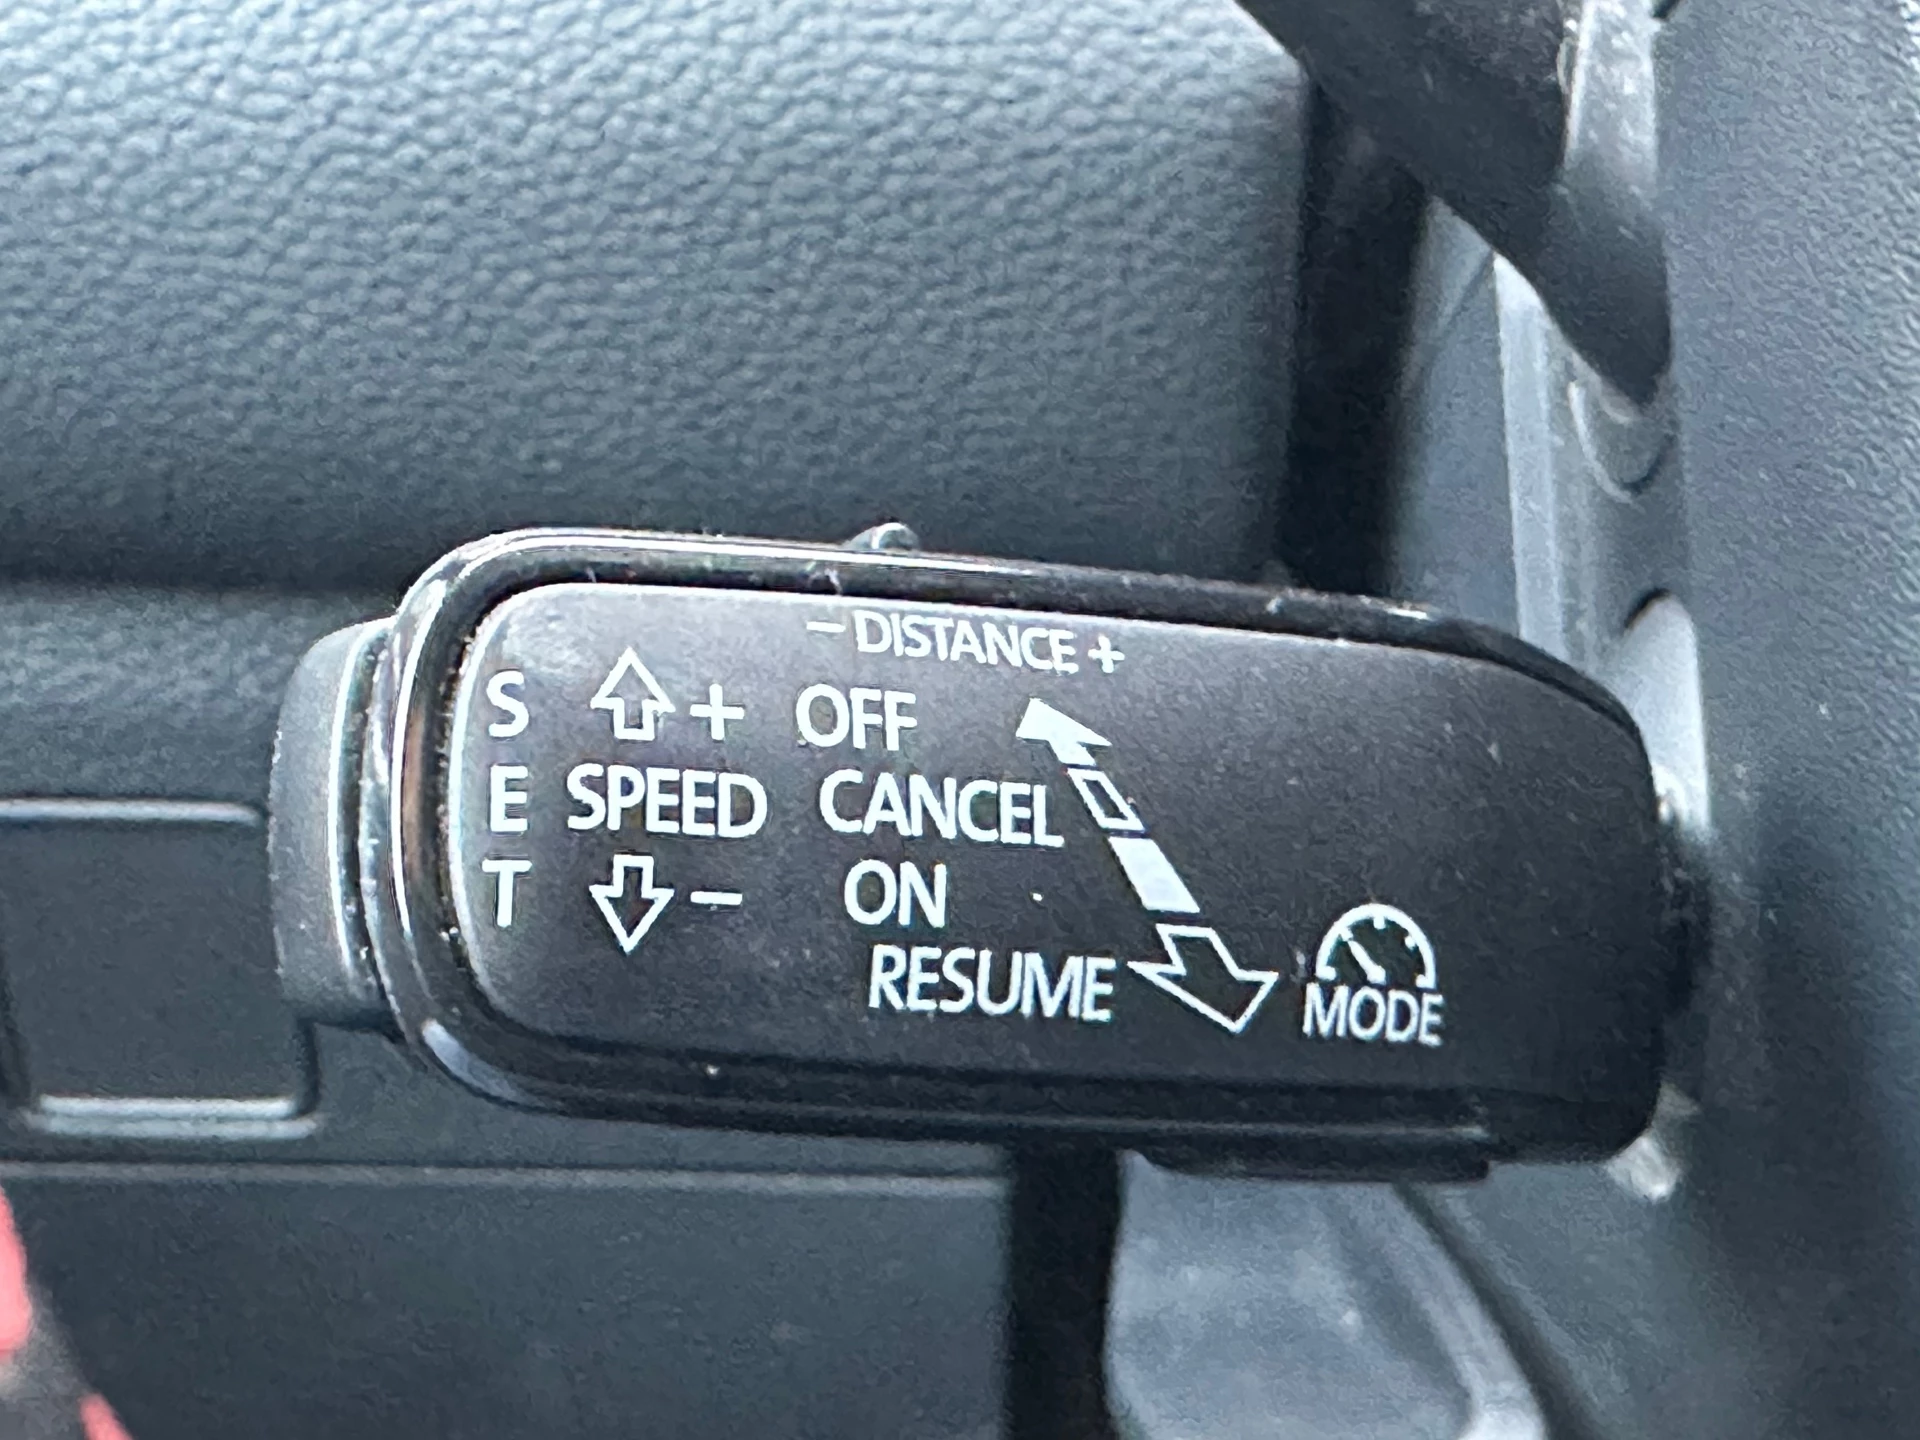 − DISTANCE +
S + OFF
E SPEED CANCEL
T − ON
RESUME
MODE